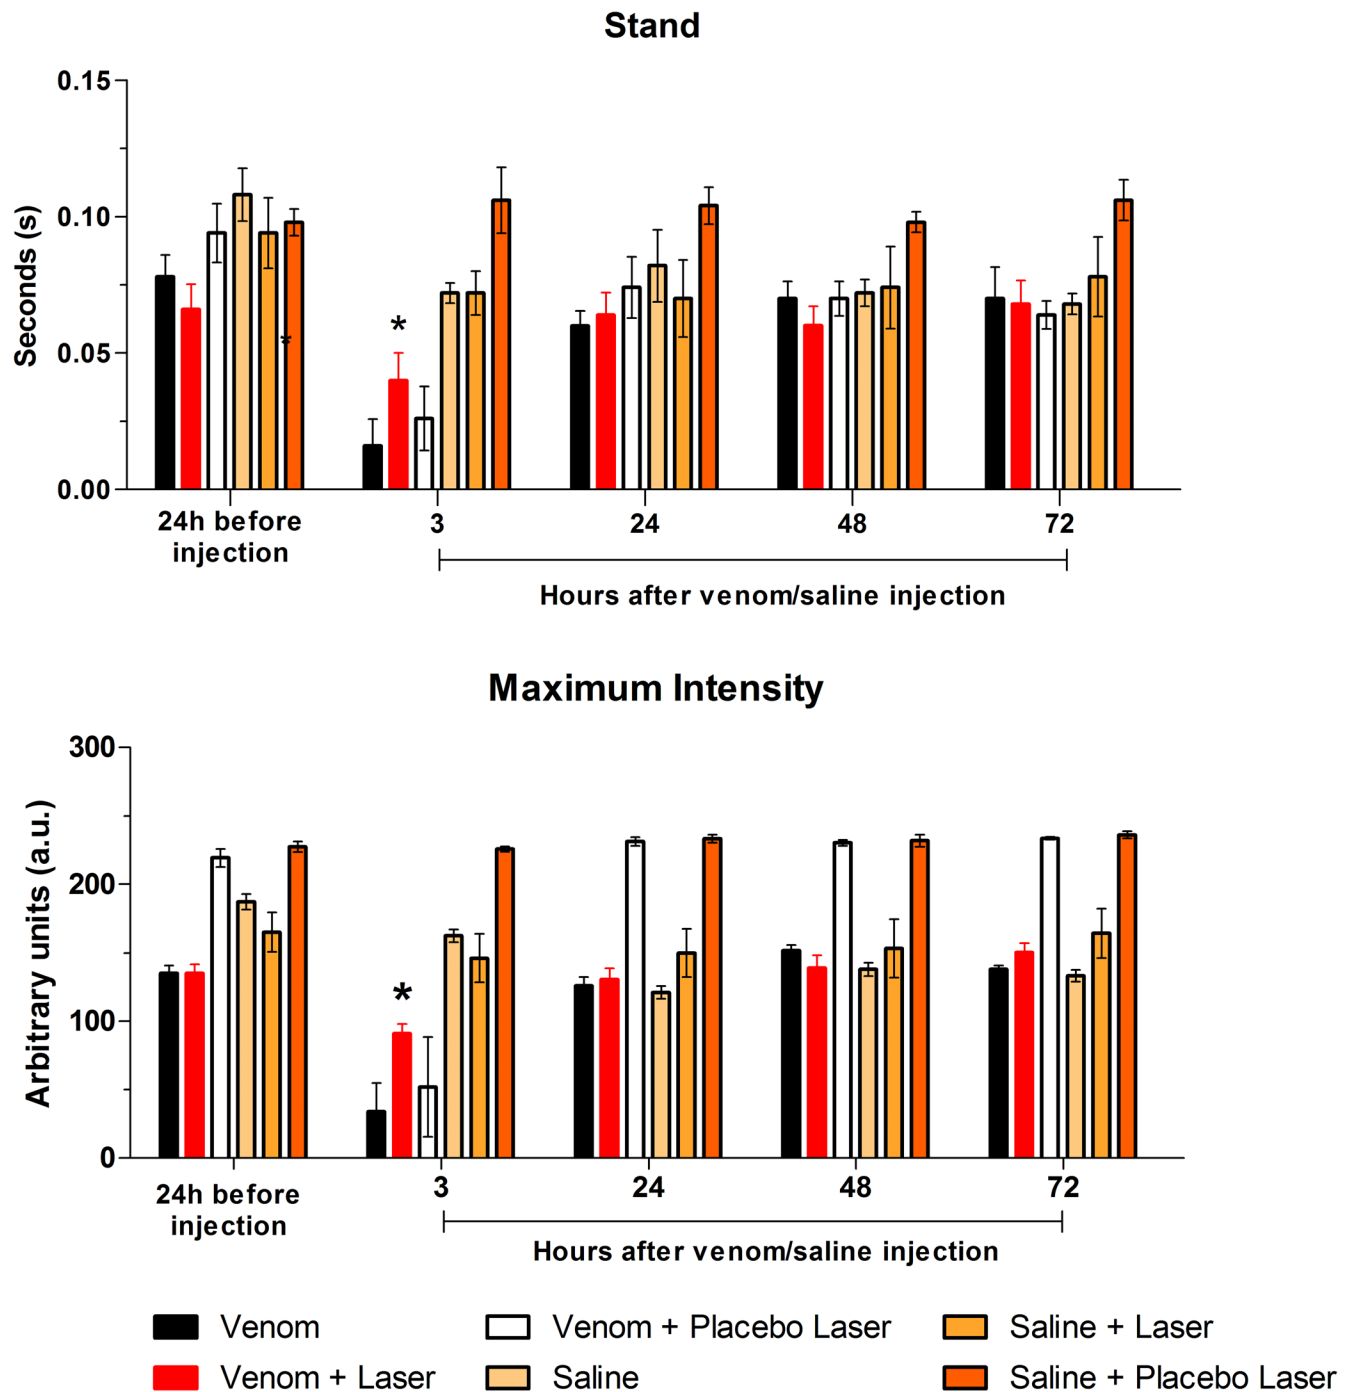 Stand
0.15
0.10
0.05
0.00
Seconds (s)
*
*
24h before
injection
3
24
48
72
Hours after venom/saline injection
Maximum Intensity
300
200
100
0
Arbitrary units (a.u.)
*
24h before
injection
3
24
48
72
Hours after venom/saline injection
Venom
Venom + Placebo Laser
Saline + Laser
Venom + Laser
Saline
Saline + Placebo Laser